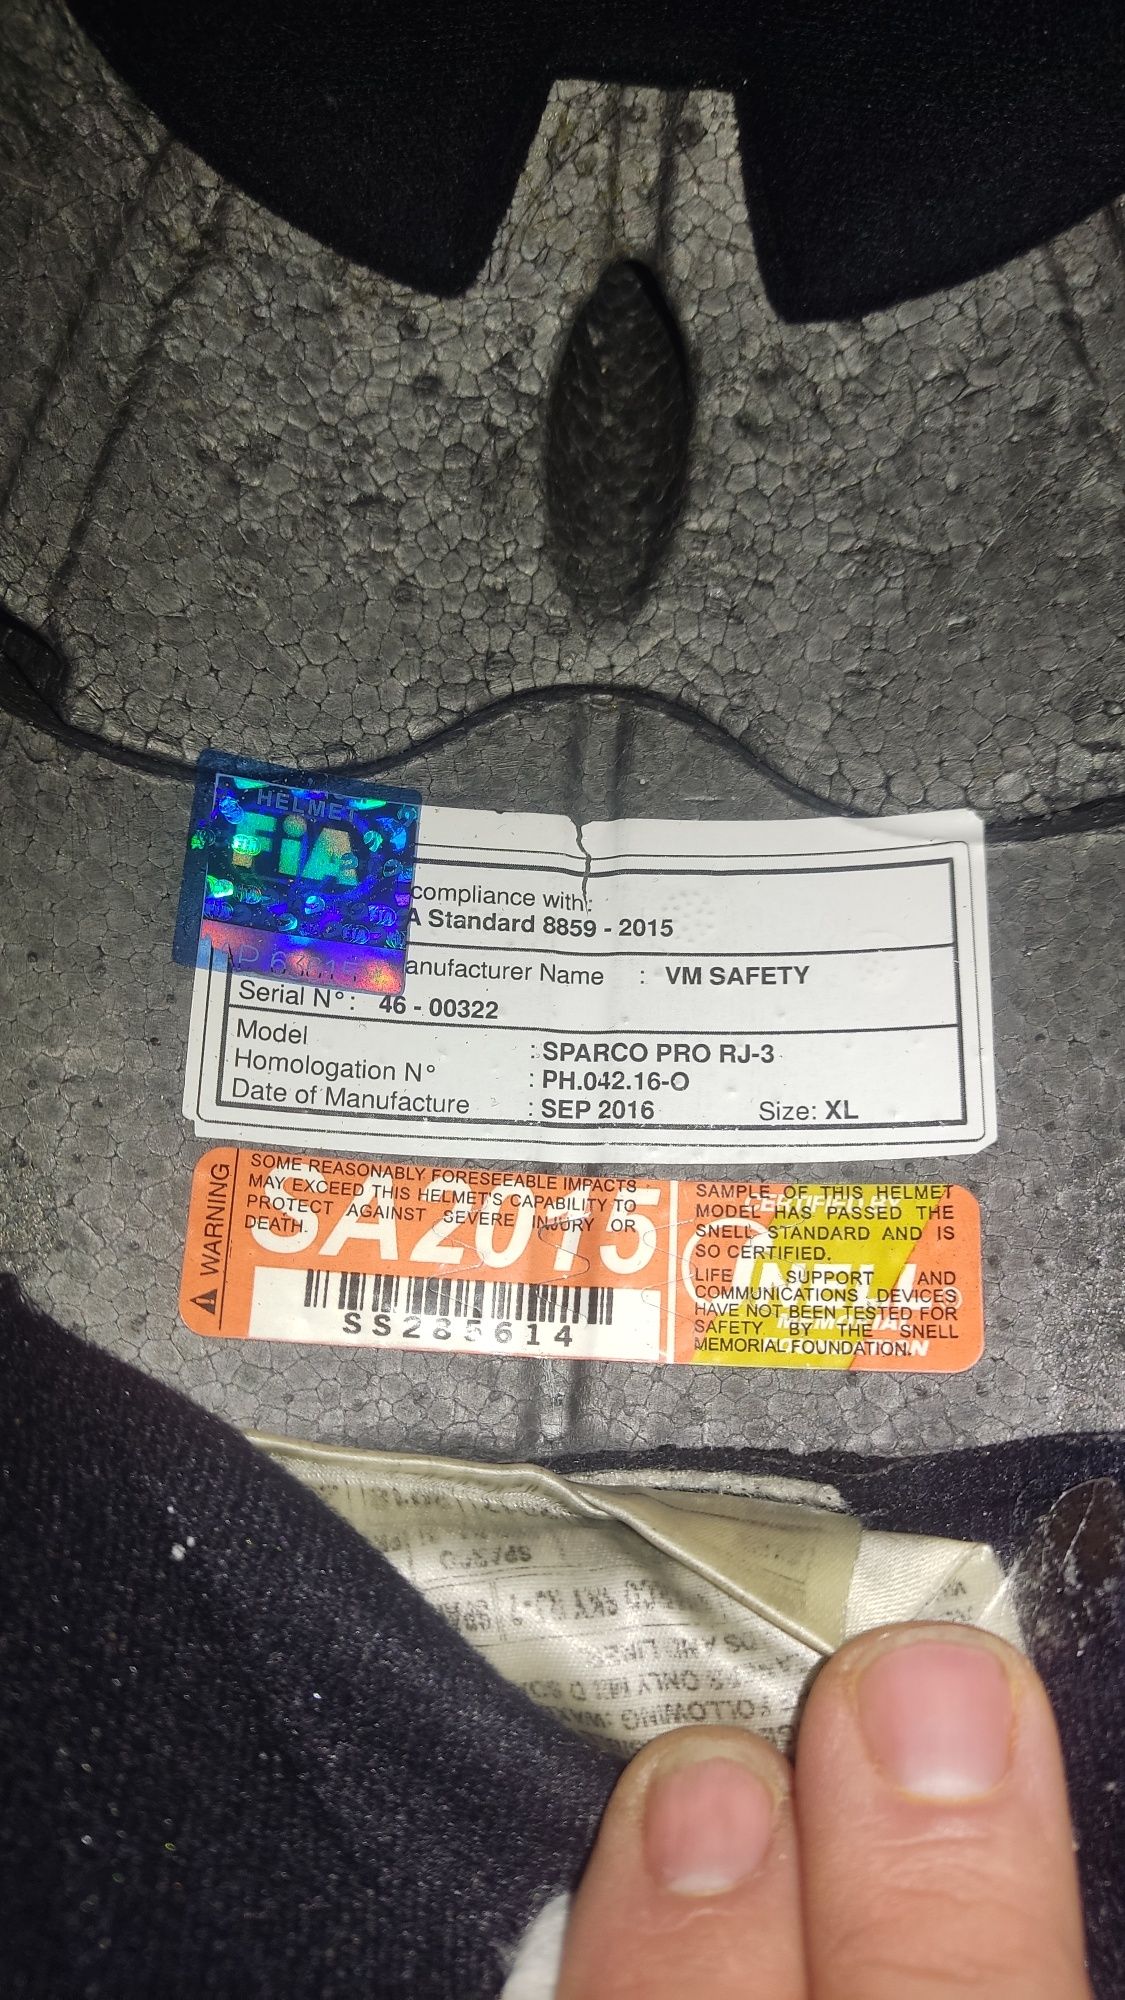 HELMET
FiA
compliance with:
A Standard 8859 - 2015
anufacturer Name : VM SAFETY
Serial N° : 46 - 00322
Model : SPARCO PRO RJ-3
Homologation N° : PH.042.16-O
Date of Manufacture : SEP 2016 Size: XL
WARNING
SOME REASONABLY FORESEEABLE IMPACTS
MAY EXCEED THIS HELMET'S CAPABILITY TO
PROTECT AGAINST SEVERE INJURY OR
DEATH.
SA2015
SS285614
CERTIFIED BY
SNELL
MEMORIAL
SAMPLE OF THIS HELMET
MODEL HAS PASSED THE
SNELL STANDARD AND IS
SO CERTIFIED.
LIFE SUPPORT AND
COMMUNICATIONS DEVICES
HAVE NOT BEEN TESTED FOR
SAFETY BY THE SNELL
MEMORIAL FOUNDATION.